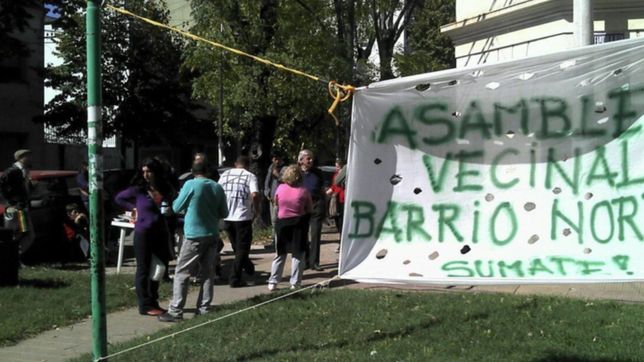 ASAMBLE
VECINAL
BARRIO NOR
SUMATE!